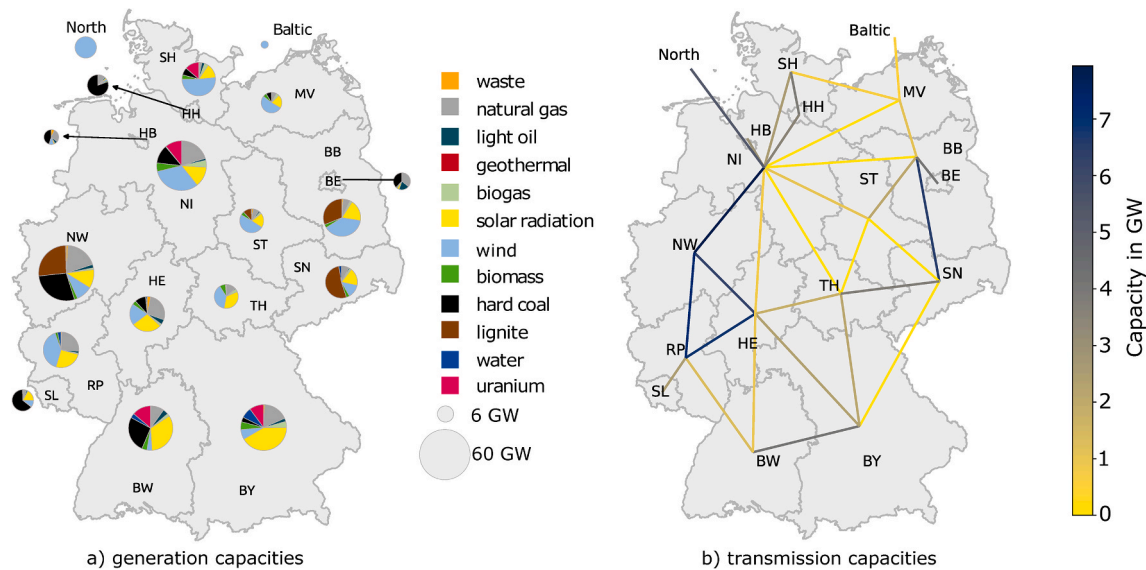 North
Baltic
SH
MV
HH
HB
BB
BE
NI
ST
NW
HE
SN
TH
RP
SL
BW
BY
waste
natural gas
light oil
geothermal
biogas
solar radiation
wind
biomass
hard coal
lignite
water
uranium
6 GW
60 GW
a) generation capacities
Baltic
North
SH
MV
HH
HB
BB
NI
BE
ST
NW
SN
TH
RP
HE
SL
BW
BY
7
6
5
4
3
2
1
0
Capacity in GW
b) transmission capacities